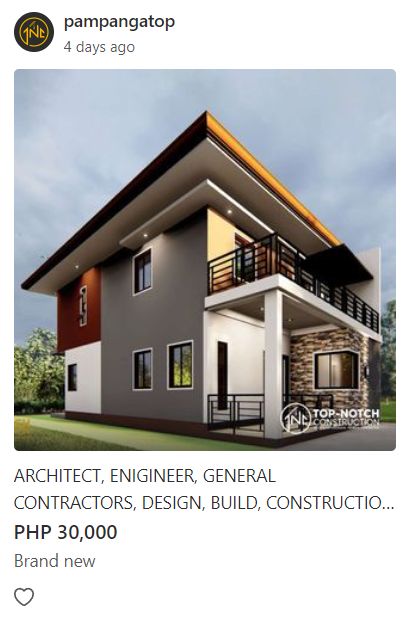 pampangatop
4 days ago
TOP-NOTCH
CONSTRUCTION
ARCHITECT, ENIGINEER, GENERAL
CONTRACTORS, DESIGN, BUILD, CONSTRUCTIO...
PHP 30,000
Brand new